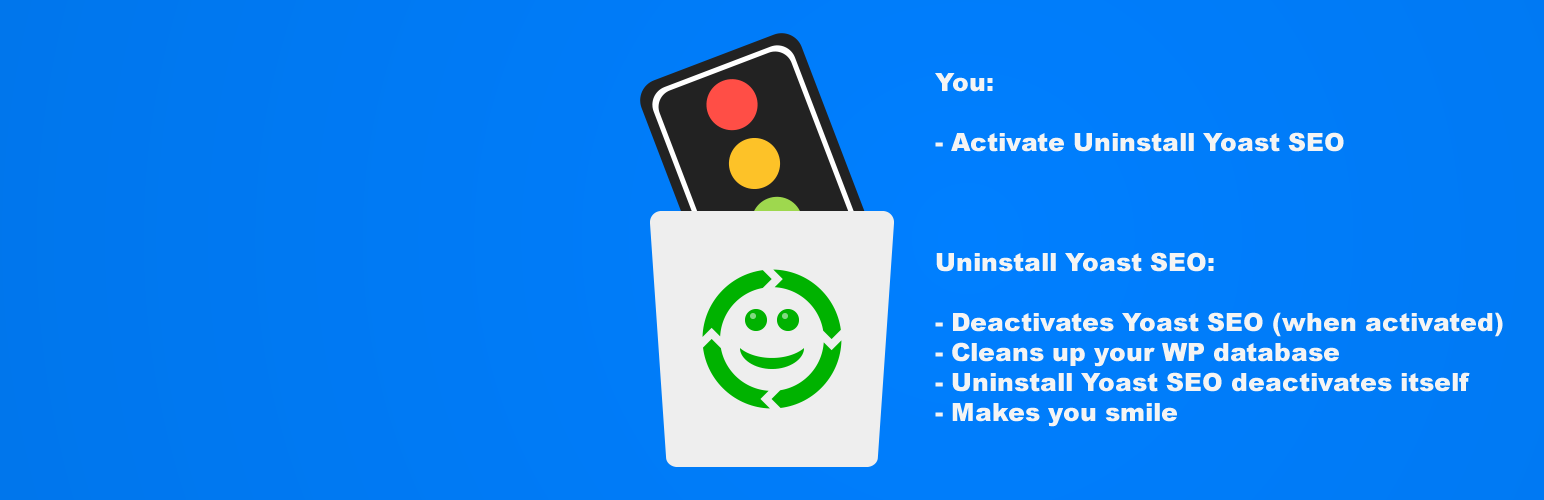 You:
- Activate Uninstall Yoast SEO
Uninstall Yoast SEO:
- Deactivates Yoast SEO (when activated)
- Cleans up your WP database
- Uninstall Yoast SEO deactivates itself
- Makes you smile